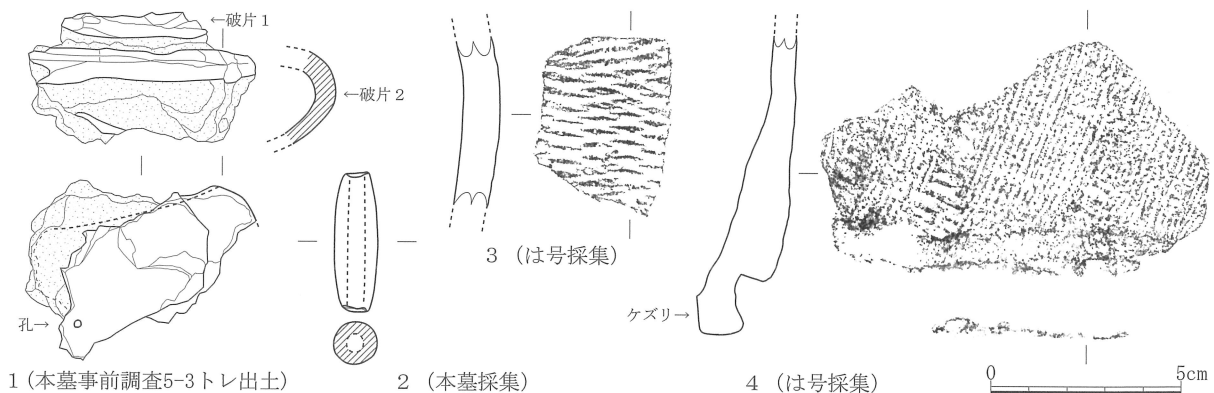 ←破片1
←破片2
孔→
1 (本墓事前調査5-3トレ出土)
2 (本墓採集)
3 (は号採集)
ケズリ→
4 (は号採集)
0 5cm